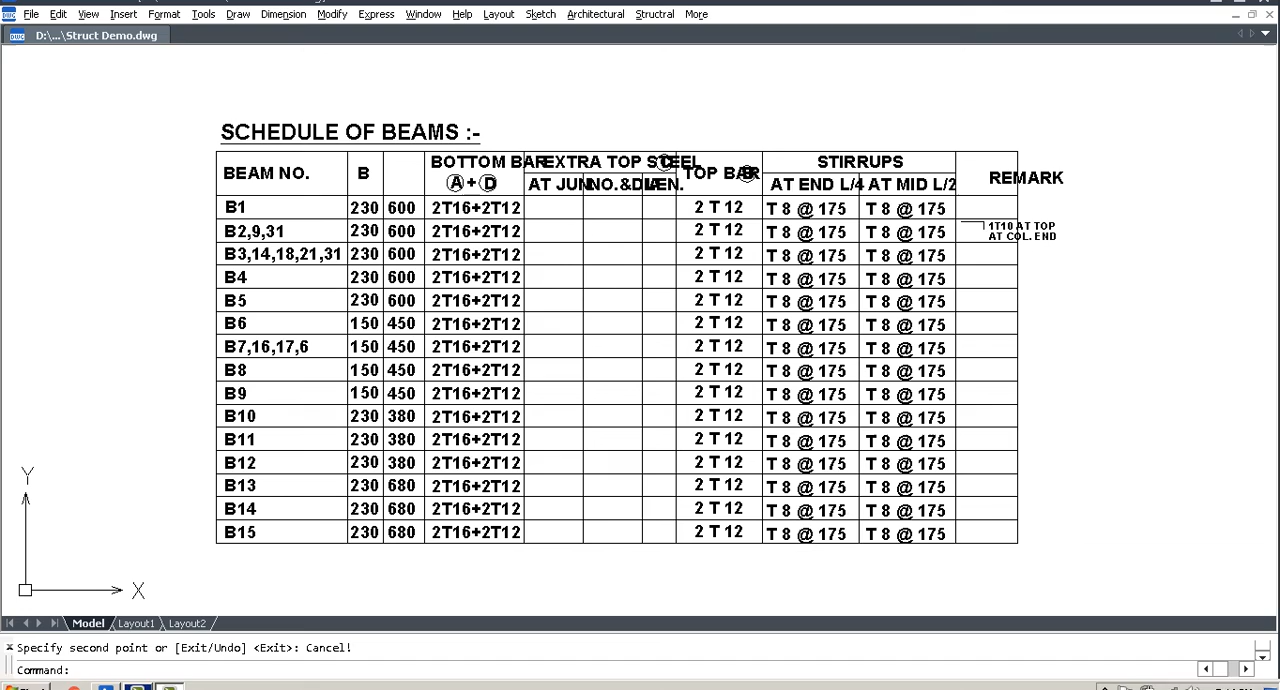 File Edit View Insert Format Tools Draw Dimension Modify Express Window Help Layout Sketch Architectural Structral More
D:\...\Struct Demo.dwg
SCHEDULE OF BEAMS :-
BEAM NO. B BOTTOM BAR EXTRA TOP STEEL C TOP BAR B STIRRUPS REMARK
A + D AT JUN. NO.&DIA LEN. AT END L/4 AT MID L/2
B1 230 600 2T16+2T12 2 T 12 T 8 @ 175 T 8 @ 175
B2,9,31 230 600 2T16+2T12 2 T 12 T 8 @ 175 T 8 @ 175 1T10 AT TOP
AT COL. END
B3,14,18,21,31 230 600 2T16+2T12 2 T 12 T 8 @ 175 T 8 @ 175
B4 230 600 2T16+2T12 2 T 12 T 8 @ 175 T 8 @ 175
B5 230 600 2T16+2T12 2 T 12 T 8 @ 175 T 8 @ 175
B6 150 450 2T16+2T12 2 T 12 T 8 @ 175 T 8 @ 175
B7,16,17,6 150 450 2T16+2T12 2 T 12 T 8 @ 175 T 8 @ 175
B8 150 450 2T16+2T12 2 T 12 T 8 @ 175 T 8 @ 175
B9 150 450 2T16+2T12 2 T 12 T 8 @ 175 T 8 @ 175
B10 230 380 2T16+2T12 2 T 12 T 8 @ 175 T 8 @ 175
B11 230 380 2T16+2T12 2 T 12 T 8 @ 175 T 8 @ 175
B12 230 380 2T16+2T12 2 T 12 T 8 @ 175 T 8 @ 175
B13 230 680 2T16+2T12 2 T 12 T 8 @ 175 T 8 @ 175
B14 230 680 2T16+2T12 2 T 12 T 8 @ 175 T 8 @ 175
B15 230 680 2T16+2T12 2 T 12 T 8 @ 175 T 8 @ 175
Y
X
Model Layout1 Layout2
Specify second point or [Exit/Undo] <Exit>: Cancel!
Command: